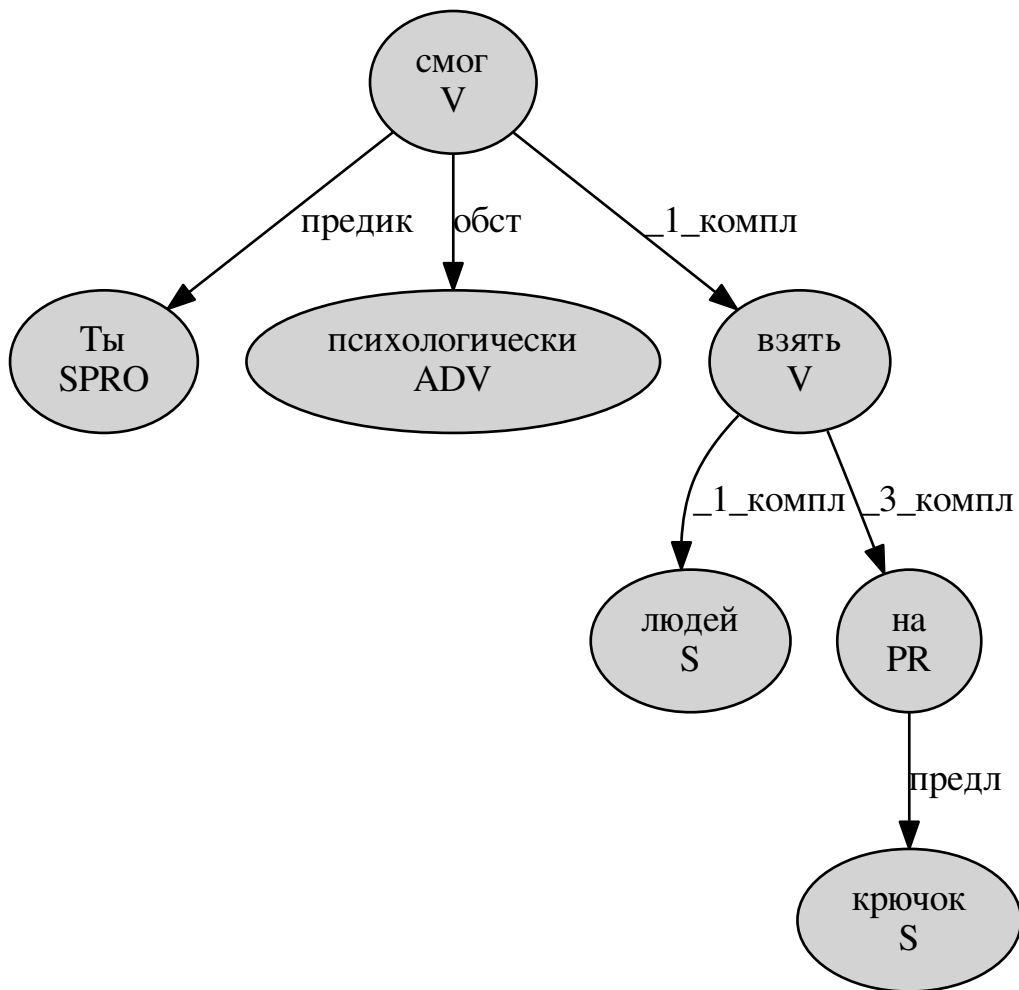 смог
V
предик
обст
_1_компл
Ты
SPRO
психологически
ADV
взять
V
_1_компл
_3_компл
людей
S
на
PR
предл
крючок
S